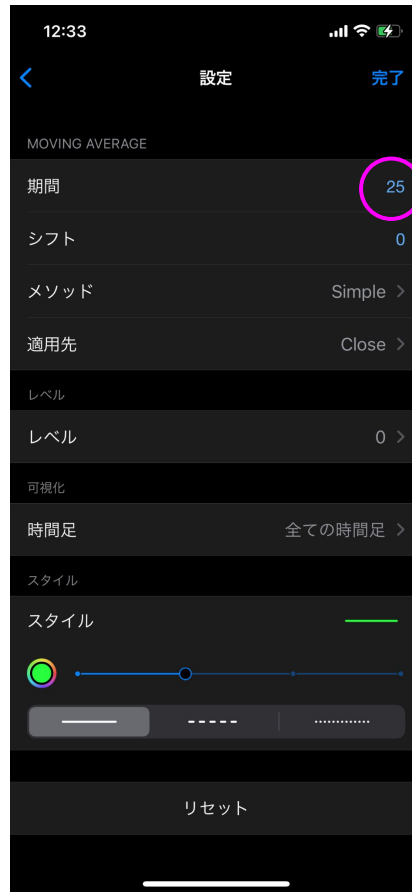 12:33
設定
完了
MOVING AVERAGE
期間 25
シフト 0
メソッド Simple
適用先 Close
レベル
レベル 0
可視化
時間足 全ての時間足
スタイル
スタイル
リセット